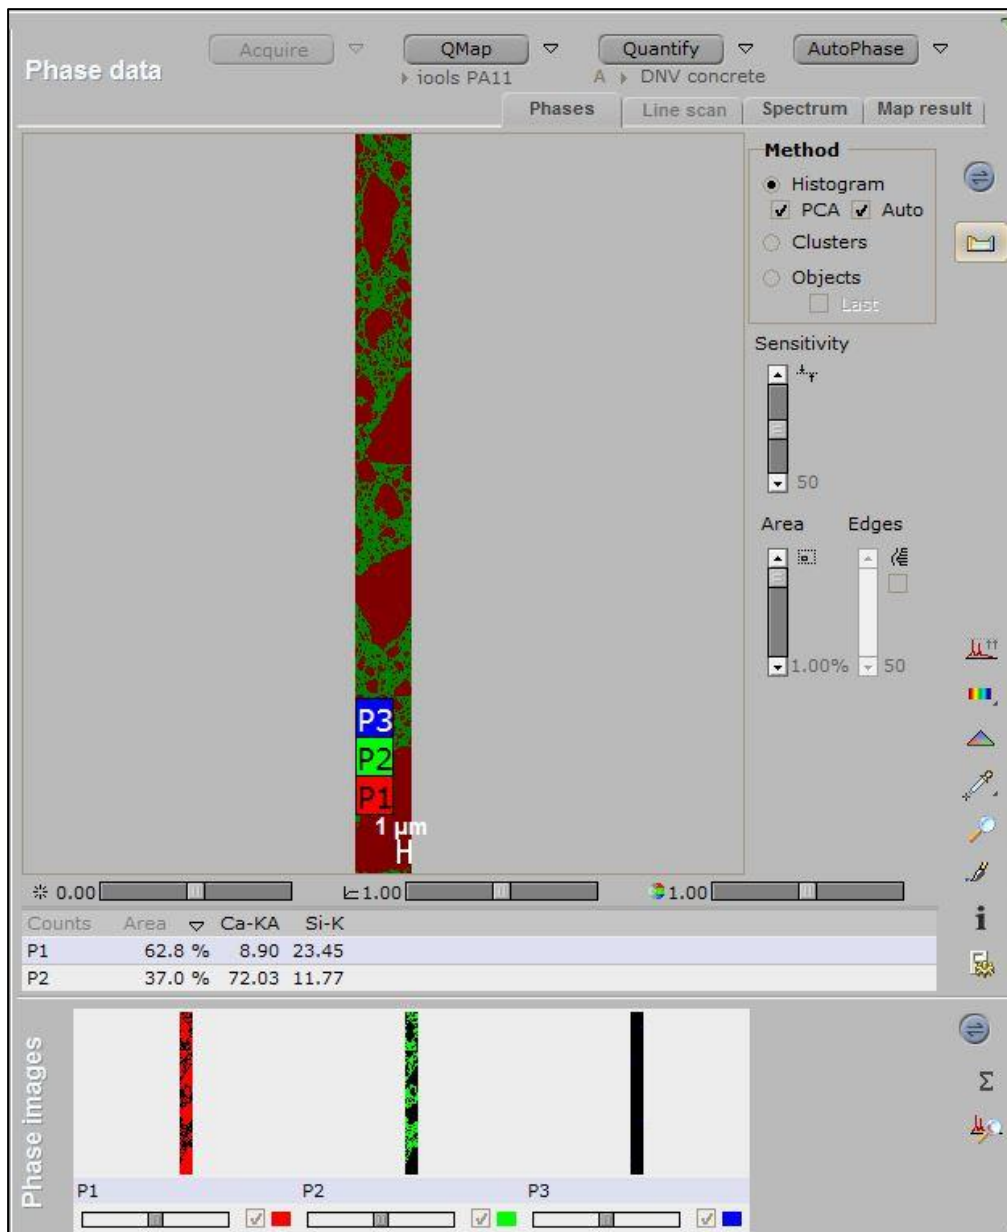 Phase data
Acquire QMap Quantify AutoPhase
iools PA11 A DNV concrete
Phases Line scan Spectrum Map result
Method
Histogram
PCA Auto
Clusters
Objects
Last
Sensitivity
50
Area Edges
1.00% 50
P3
P2
P1
1 µm
H
0.00 1.00 1.00
Counts Area Ca-KA Si-K
P1 62.8 % 8.90 23.45
P2 37.0 % 72.03 11.77
Phase images
P1 P2 P3